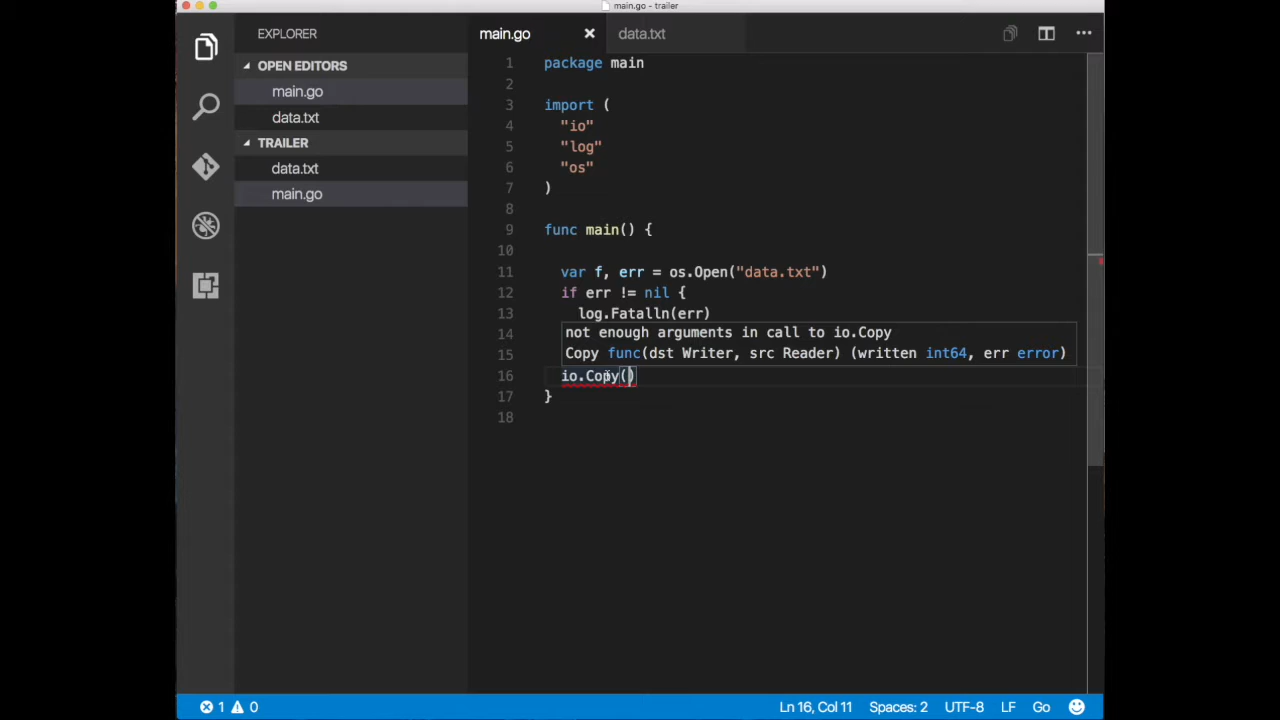 main.go - trailer
EXPLORER
OPEN EDITORS
main.go
data.txt
TRAILER
data.txt
main.go
main.go
data.txt
1 package main
2
3 import (
4 "io"
5 "log"
6 "os"
7 )
8
9 func main() {
10
11 var f, err = os.Open("data.txt")
12 if err != nil {
13 log.Fatalln(err)
14
15
not enough arguments in call to io.Copy
Copy func(dst Writer, src Reader) (written int64, err error)
16 io.Copy()
17 }
18
1 0 Ln 16, Col 11 Spaces: 2 UTF-8 LF Go